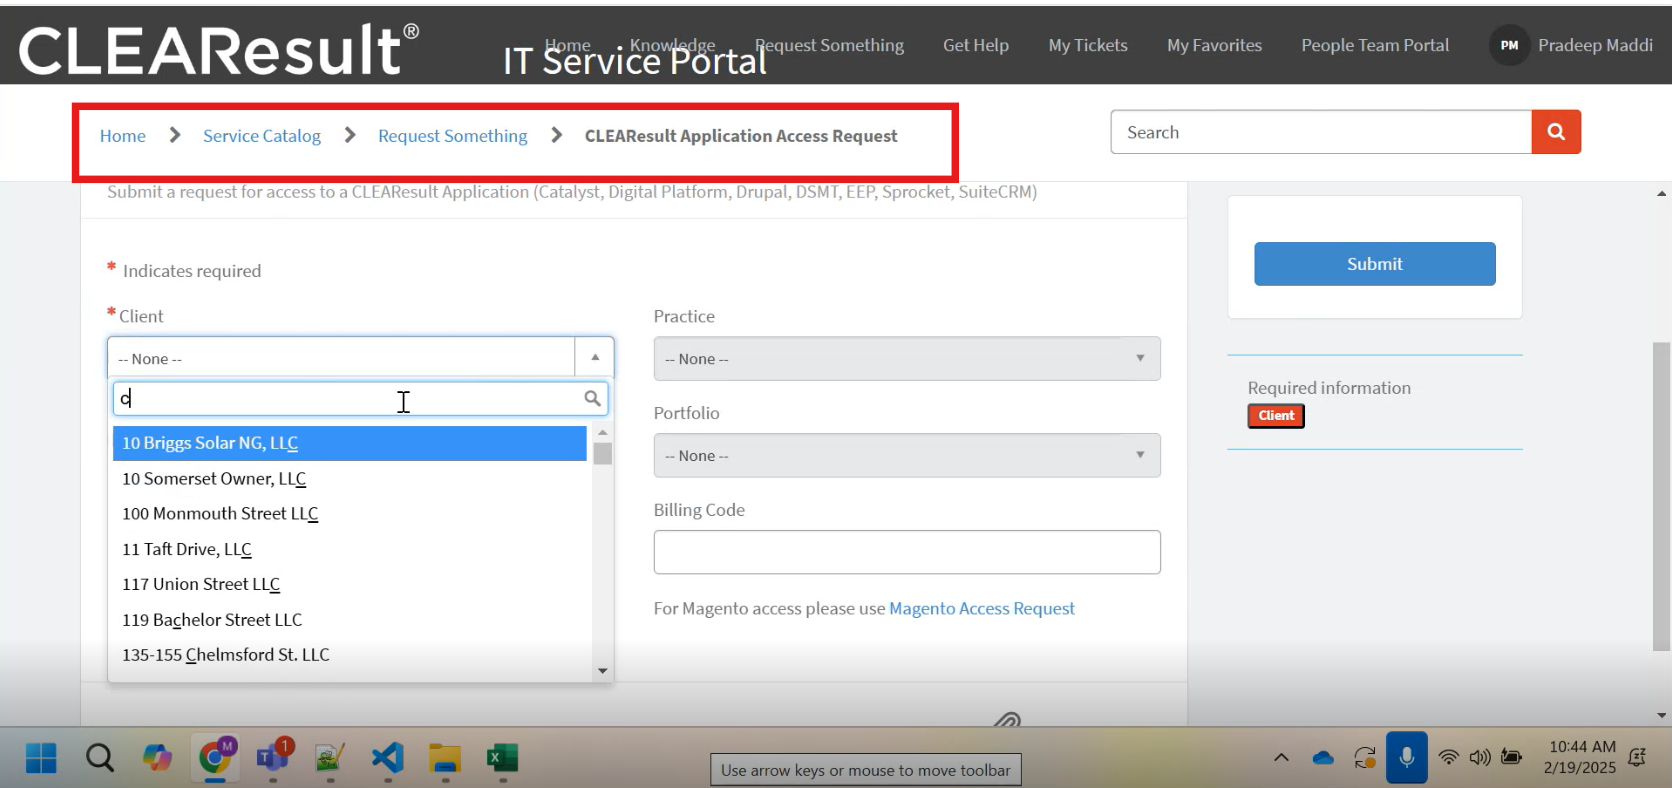 CLEAResult®
IT Service Portal
Home Knowledge Request Something Get Help My Tickets My Favorites People Team Portal PM Pradeep Maddi
Home > Service Catalog > Request Something > CLEAResult Application Access Request
Search
Submit a request for access to a CLEAResult Application (Catalyst, Digital Platform, Drupal, DSMT, EEP, Sprocket, SuiteCRM)
* Indicates required
* Client
-- None --
c
10 Briggs Solar NG, LLC
10 Somerset Owner, LLC
100 Monmouth Street LLC
11 Taft Drive, LLC
117 Union Street LLC
119 Bachelor Street LLC
135-155 Chelmsford St. LLC
Practice
-- None --
Portfolio
-- None --
Billing Code
For Magento access please use Magento Access Request
Submit
Required information
Client
M
T 1
X
Use arrow keys or mouse to move toolbar
10:44 AM
2/19/2025